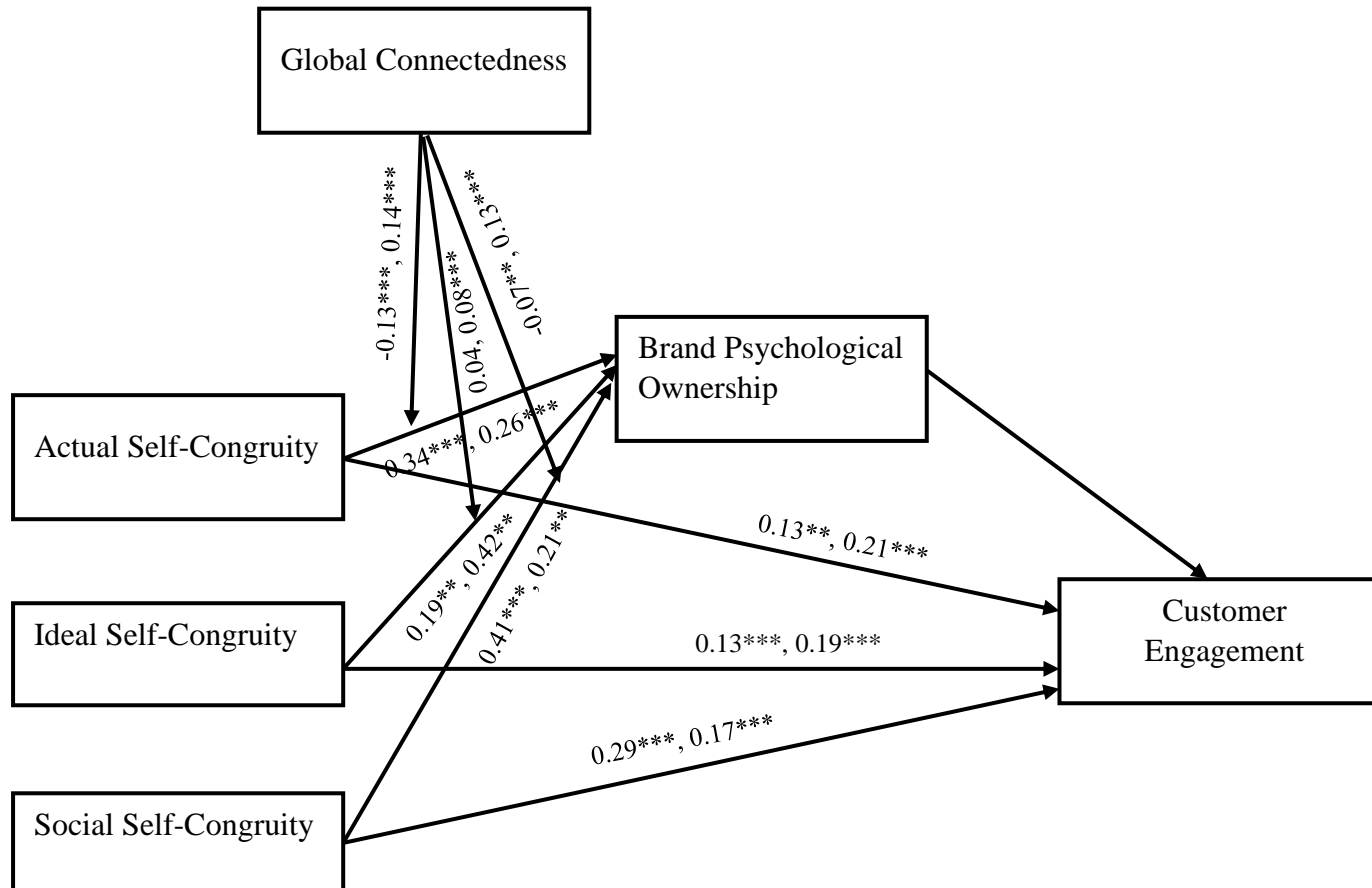 Global Connectedness
-0.13***, 0.14***
0.04, 0.08****
-0.07**, 0.13***
Brand Psychological
Ownership
Actual Self-Congruity
0.34***, 0.26***
0.13**, 0.21***
0.19**, 0.42**
0.41***, 0.21**
Ideal Self-Congruity
0.13***, 0.19***
Customer
Engagement
0.29***, 0.17***
Social Self-Congruity